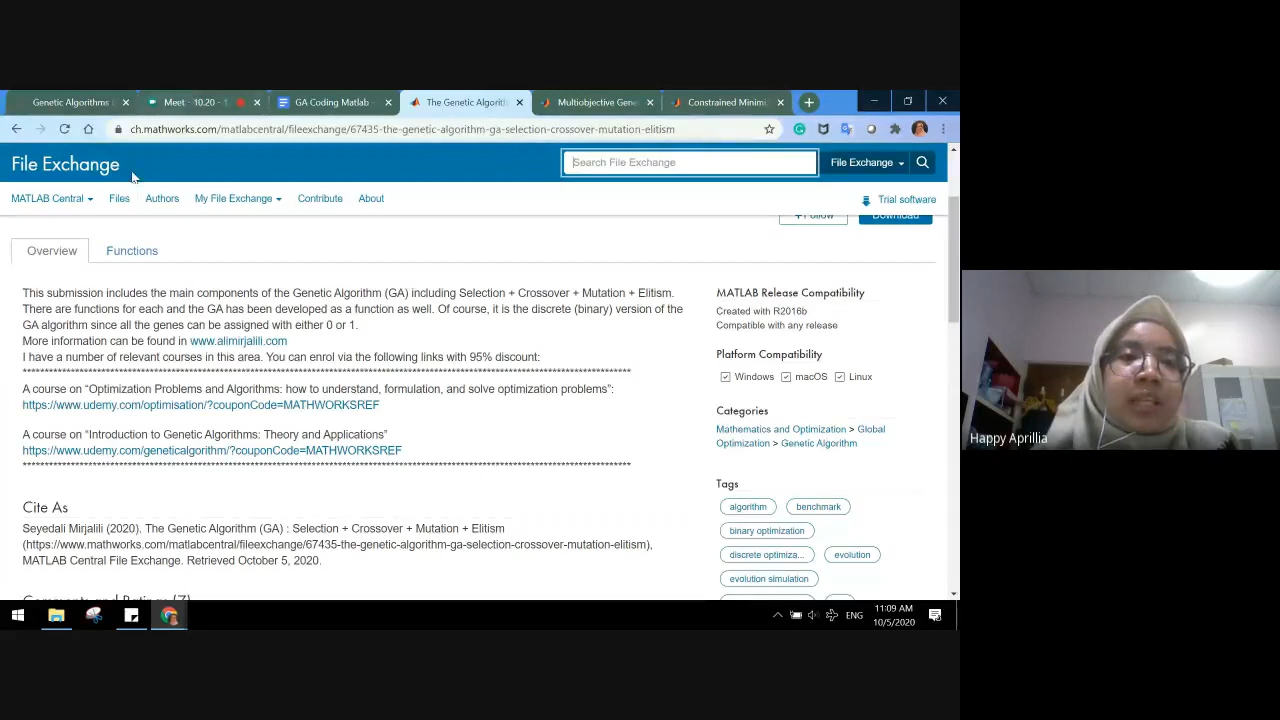 Genetic Algorithms
Meet - 10.20 - 1
GA Coding Matlab -
The Genetic Algorith
Multiobjective Gene
Constrained Minimiz
ch.mathworks.com/matlabcentral/fileexchange/67435-the-genetic-algorithm-ga-selection-crossover-mutation-elitism
File Exchange
Search File Exchange
File Exchange
MATLAB Central
Files
Authors
My File Exchange
Contribute
About
Trial software
+ Follow
Download
Overview
Functions
This submission includes the main components of the Genetic Algorithm (GA) including Selection + Crossover + Mutation + Elitism.
There are functions for each and the GA has been developed as a function as well. Of course, it is the discrete (binary) version of the
GA algorithm since all the genes can be assigned with either 0 or 1.
More information can be found in www.alimirjalili.com
I have a number of relevant courses in this area. You can enrol via the following links with 95% discount:
A course on “Optimization Problems and Algorithms: how to understand, formulation, and solve optimization problems”:
https://www.udemy.com/optimisation/?couponCode=MATHWORKSREF
A course on “Introduction to Genetic Algorithms: Theory and Applications”
https://www.udemy.com/geneticalgorithm/?couponCode=MATHWORKSREF
Cite As
Seyedali Mirjalili (2020). The Genetic Algorithm (GA) : Selection + Crossover + Mutation + Elitism
(https://www.mathworks.com/matlabcentral/fileexchange/67435-the-genetic-algorithm-ga-selection-crossover-mutation-elitism),
MATLAB Central File Exchange. Retrieved October 5, 2020.
Comments and Ratings (7)
MATLAB Release Compatibility
Created with R2016b
Compatible with any release
Platform Compatibility
Windows
macOS
Linux
Categories
Mathematics and Optimization > Global
Optimization > Genetic Algorithm
Tags
algorithm
benchmark
binary optimization
discrete optimiza...
evolution
evolution simulation
Happy Aprillia
ENG
11:09 AM
10/5/2020